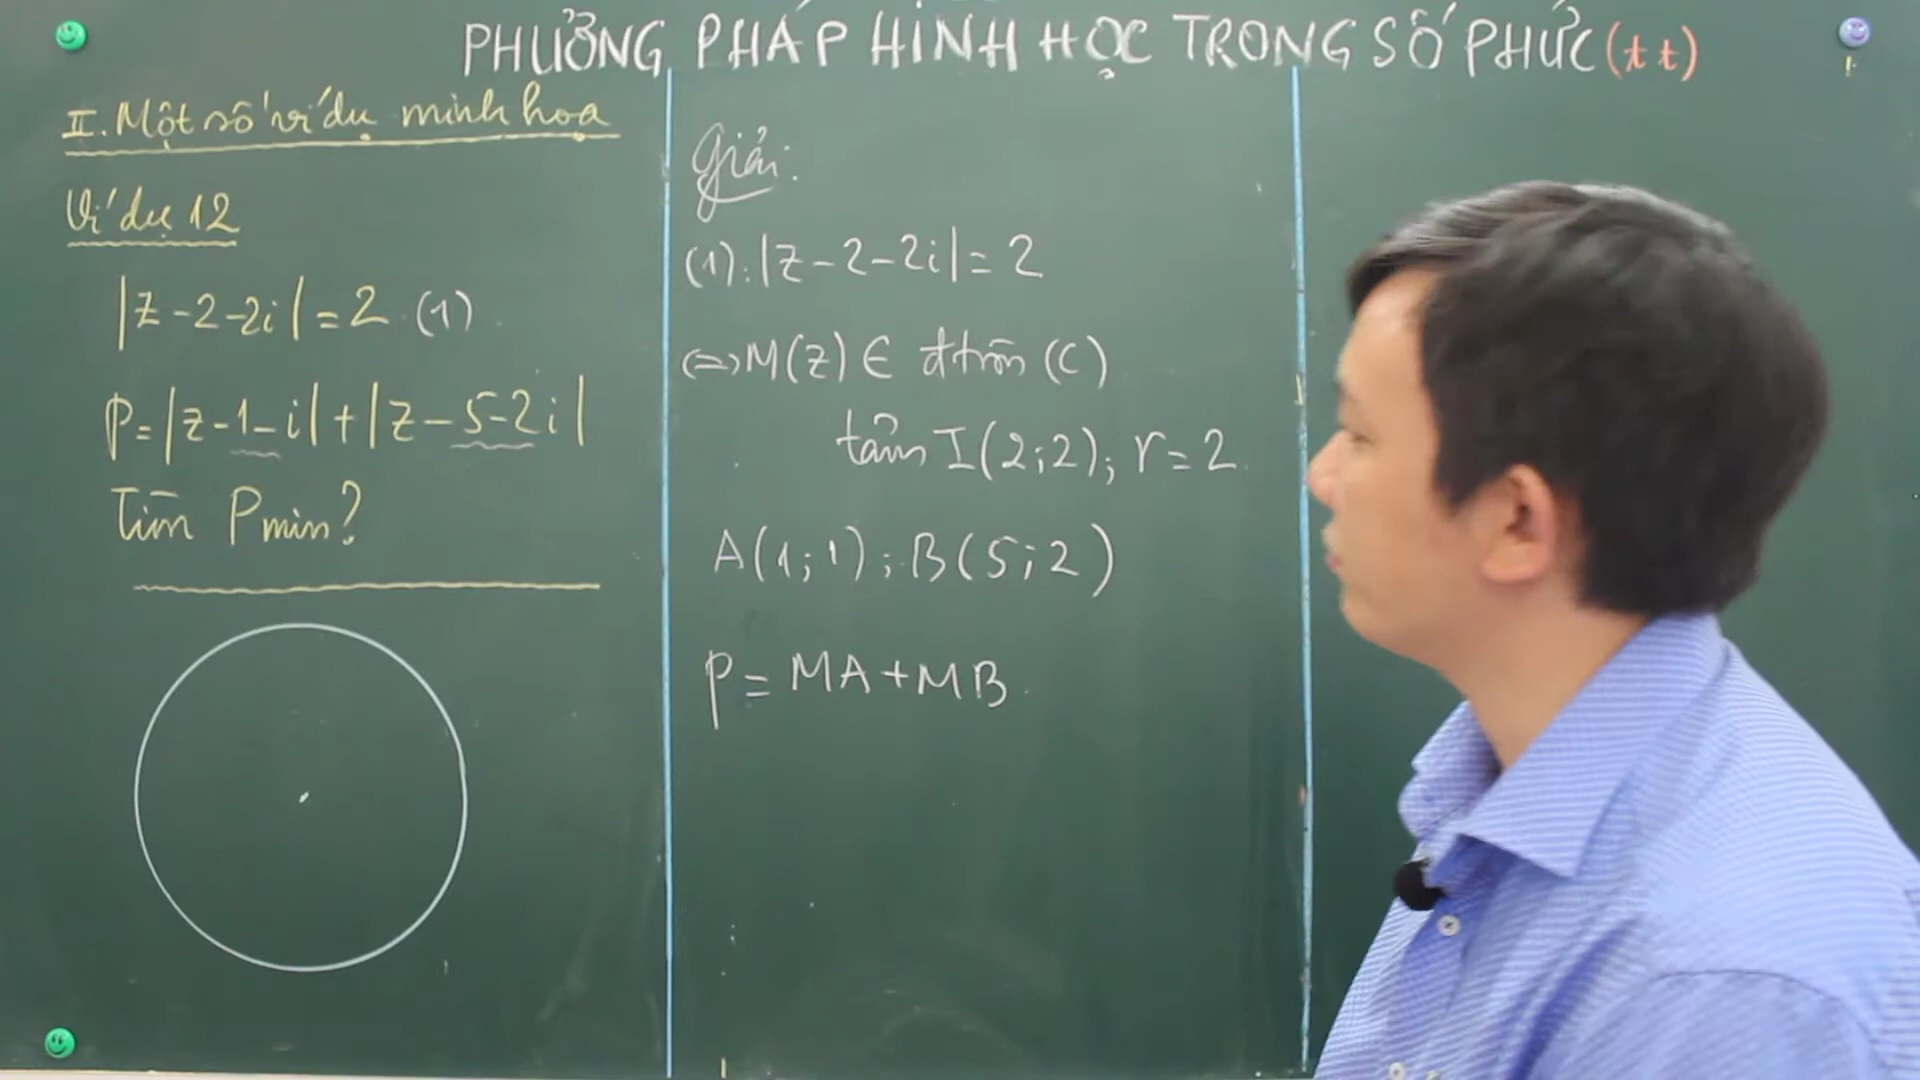 PHƯƠNG PHÁP HÌNH HỌC TRONG SỐ PHỨC (tt)
II. Một số ví dụ minh hoạ
Ví dụ 12
|z-2-2i|=2 (1)
P=|z-1-i|+|z-5-2i|
Tìm Pmin?
Giải:
(1): |z-2-2i|=2
⇔ M(z) ∈ đtròn (C)
tâm I(2;2); r=2
A(1;1); B(5;2)
P=MA+MB